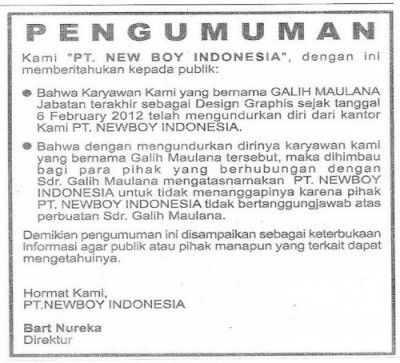 PENGUMUMAN
Kami "PT. NEW BOY INDONESIA", dengan ini
memberitahukan kepada publik:
Bahwa Karyawan Kami yang bernama GALIH MAULANA
Jabatan terakhir sebagai Design Graphis sejak tanggal
6 February 2012 telah mengundurkan diri dari kantor
Kami PT. NEWBOY INDONESIA.
Bahwa dengan mengundurkan dirinya karyawan kami
yang bernama Galih Maulana tersebut, maka dihimbau
bagi para pihak yang berhubungan dengan
Sdr. Galih Maulana mengatasnamakan PT. NEWBOY
INDONESIA untuk tidak menanggapinya karena pihak
PT. NEWBOY INDONESIA tidak bertanggungjawab atas
perbuatan Sdr. Galih Maulana.
Demikian pengumuman ini disampaikan sebagai keterbukaan
informasi agar publik atau pihak manapun yang terkait dapat
mengetahuinya.
Hormat Kami,
PT.NEWBOY INDONESIA
Bart Nureka
Direktur